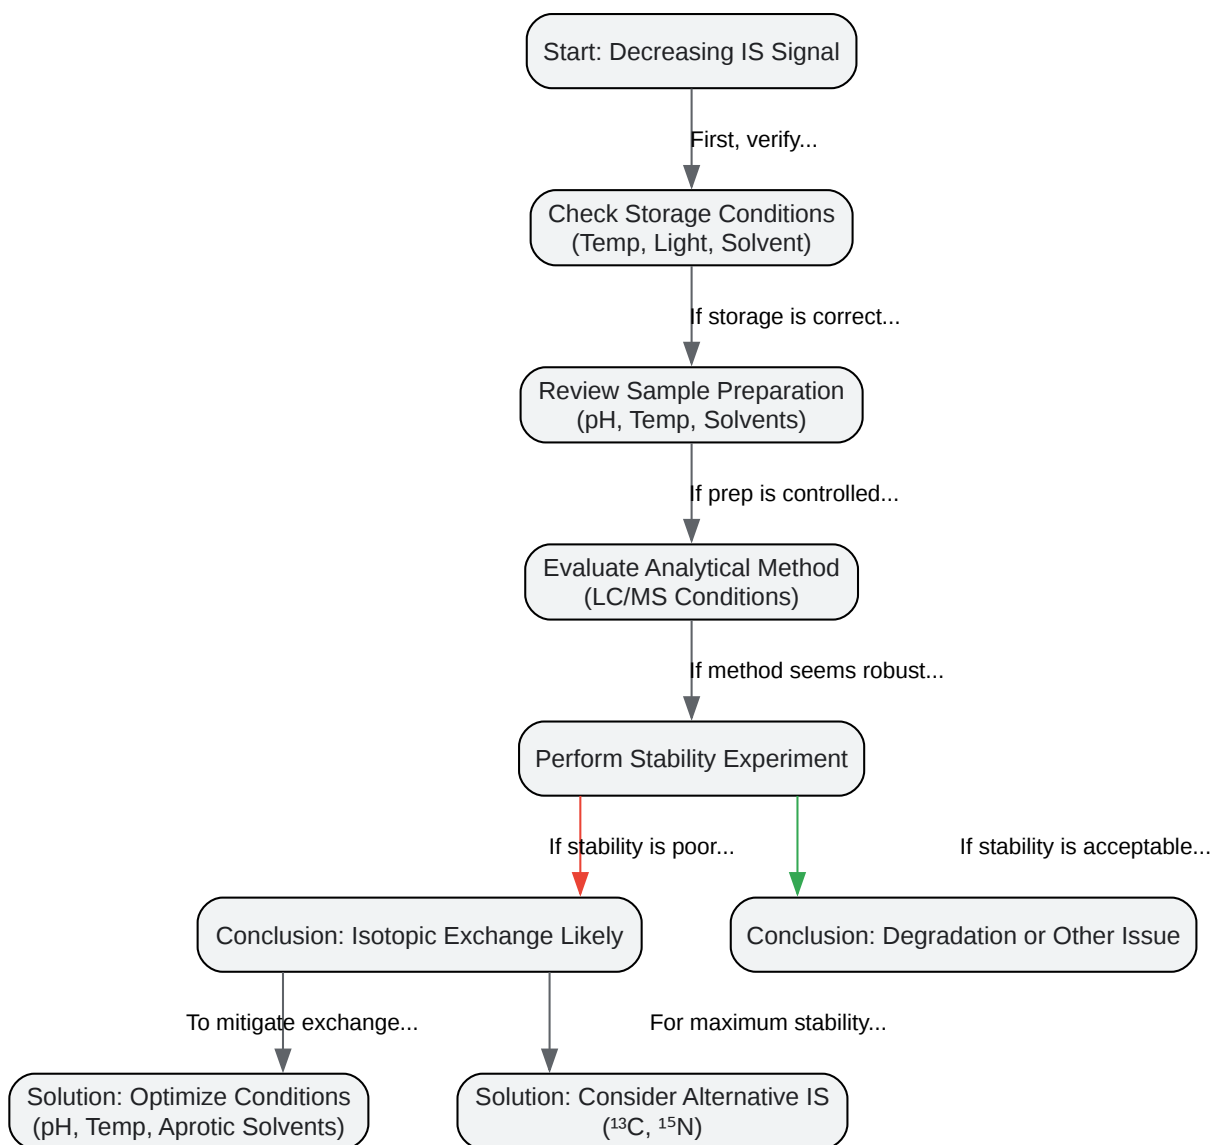 Start: Decreasing IS Signal
First, verify...
Check Storage Conditions
(Temp, Light, Solvent)
If storage is correct...
Review Sample Preparation
(pH, Temp, Solvents)
If prep is controlled...
Evaluate Analytical Method
(LC/MS Conditions)
If method seems robust...
Perform Stability Experiment
If stability is poor...
If stability is acceptable...
Conclusion: Isotopic Exchange Likely
Conclusion: Degradation or Other Issue
To mitigate exchange...
For maximum stability...
Solution: Optimize Conditions
(pH, Temp, Aprotic Solvents)
Solution: Consider Alternative IS
(¹³C, ¹⁵N)